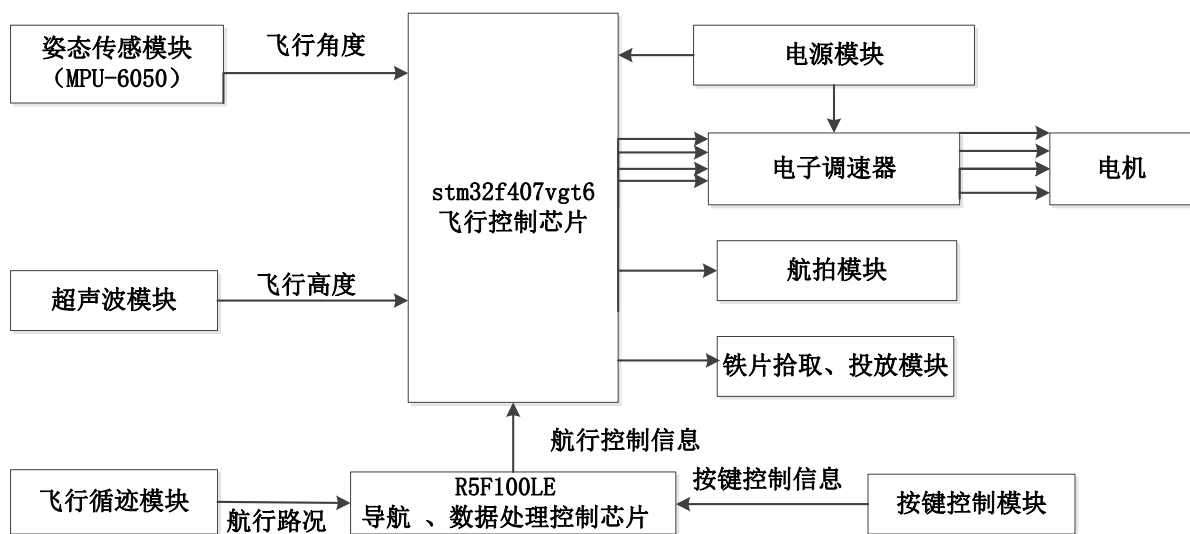 姿态传感模块
（MPU-6050）
飞行角度
电源模块
电子调速器
电机
stm32f407vgt6
飞行控制芯片
航拍模块
超声波模块
飞行高度
铁片拾取、投放模块
航行控制信息
飞行循迹模块
航行路况
R5F100LE
导航 、数据处理控制芯片
按键控制信息
按键控制模块